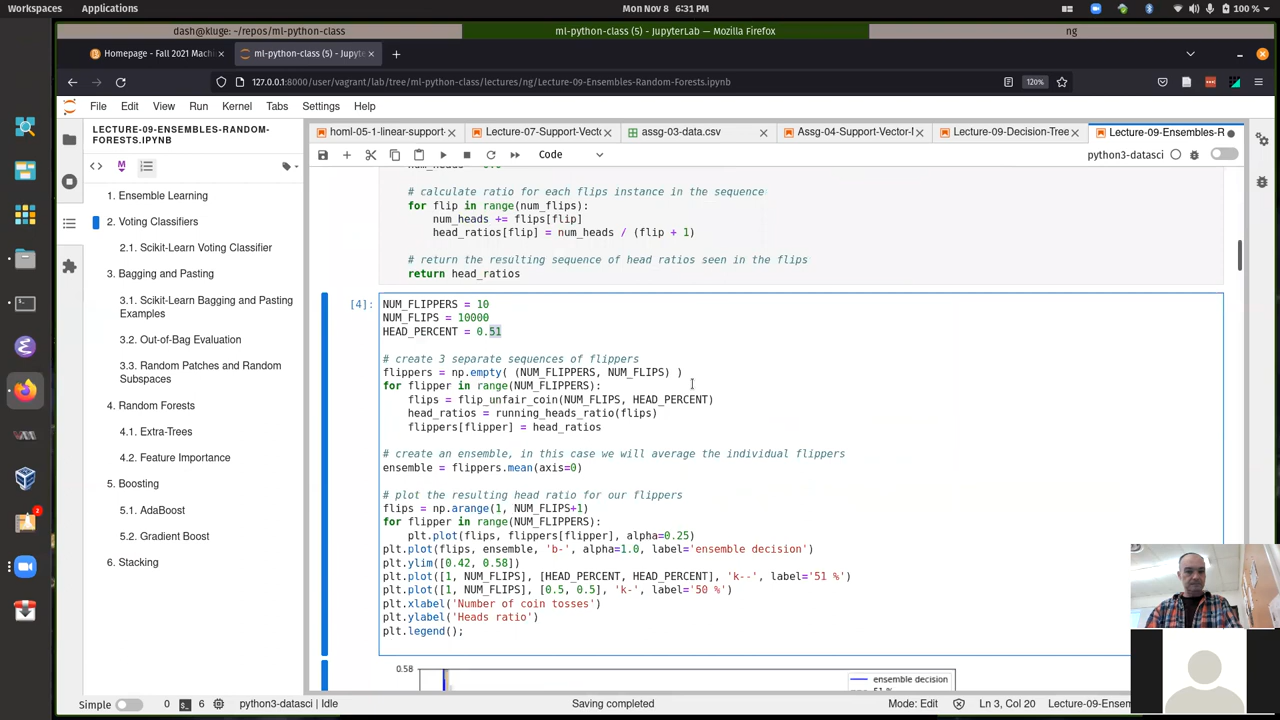 Workspaces Applications Mon Nov 8 6:31 PM 100 %
dash@kluge: ~/repos/ml-python-class ml-python-class (5) - JupyterLab — Mozilla Firefox ng
Homepage - Fall 2021 Machi ml-python-class (5) - Jupyte
127.0.0.1:8000/user/vagrant/lab/tree/ml-python-class/lectures/ng/Lecture-09-Ensembles-Random-Forests.ipynb 120%
File Edit View Run Kernel Tabs Settings Help
LECTURE-09-ENSEMBLES-RANDOM-
FORESTS.IPYNB
homl-05-1-linear-support- Lecture-07-Support-Vecto assg-03-data.csv Assg-04-Support-Vector-I Lecture-09-Decision-Tree Lecture-09-Ensembles-R
Code python3-datasci
1. Ensemble Learning
2. Voting Classifiers
2.1. Scikit-Learn Voting Classifier
3. Bagging and Pasting
3.1. Scikit-Learn Bagging and Pasting
Examples
3.2. Out-of-Bag Evaluation
3.3. Random Patches and Random
Subspaces
4. Random Forests
4.1. Extra-Trees
4.2. Feature Importance
5. Boosting
5.1. AdaBoost
5.2. Gradient Boost
6. Stacking
# calculate ratio for each flips instance in the sequence
for flip in range(num_flips):
num_heads += flips[flip]
head_ratios[flip] = num_heads / (flip + 1)
# return the resulting sequence of head ratios seen in the flips
return head_ratios
[4]: NUM_FLIPPERS = 10
NUM_FLIPS = 10000
HEAD_PERCENT = 0.51
# create 3 separate sequences of flippers
flippers = np.empty( (NUM_FLIPPERS, NUM_FLIPS) )
for flipper in range(NUM_FLIPPERS):
flips = flip_unfair_coin(NUM_FLIPS, HEAD_PERCENT)
head_ratios = running_heads_ratio(flips)
flippers[flipper] = head_ratios
# create an ensemble, in this case we will average the individual flippers
ensemble = flippers.mean(axis=0)
# plot the resulting head ratio for our flippers
flips = np.arange(1, NUM_FLIPS+1)
for flipper in range(NUM_FLIPPERS):
plt.plot(flips, flippers[flipper], alpha=0.25)
plt.plot(flips, ensemble, 'b-', alpha=1.0, label='ensemble decision')
plt.ylim([0.42, 0.58])
plt.plot([1, NUM_FLIPS], [HEAD_PERCENT, HEAD_PERCENT], 'k--', label='51 %')
plt.plot([1, NUM_FLIPS], [0.5, 0.5], 'k-', label='50 %')
plt.xlabel('Number of coin tosses')
plt.ylabel('Heads ratio')
plt.legend();
0.58
ensemble decision
Simple 0 6 python3-datasci | Idle Saving completed Mode: Edit Ln 3, Col 20 Lecture-09-Ensem